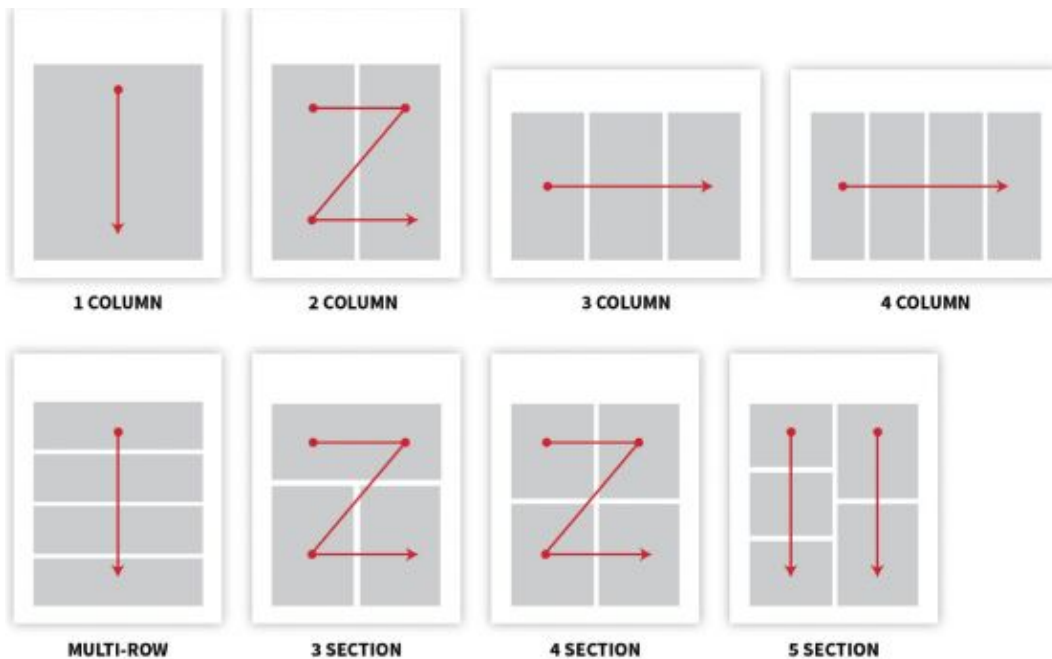 1 COLUMN
2 COLUMN
3 COLUMN
4 COLUMN
MULTI-ROW
3 SECTION
4 SECTION
5 SECTION